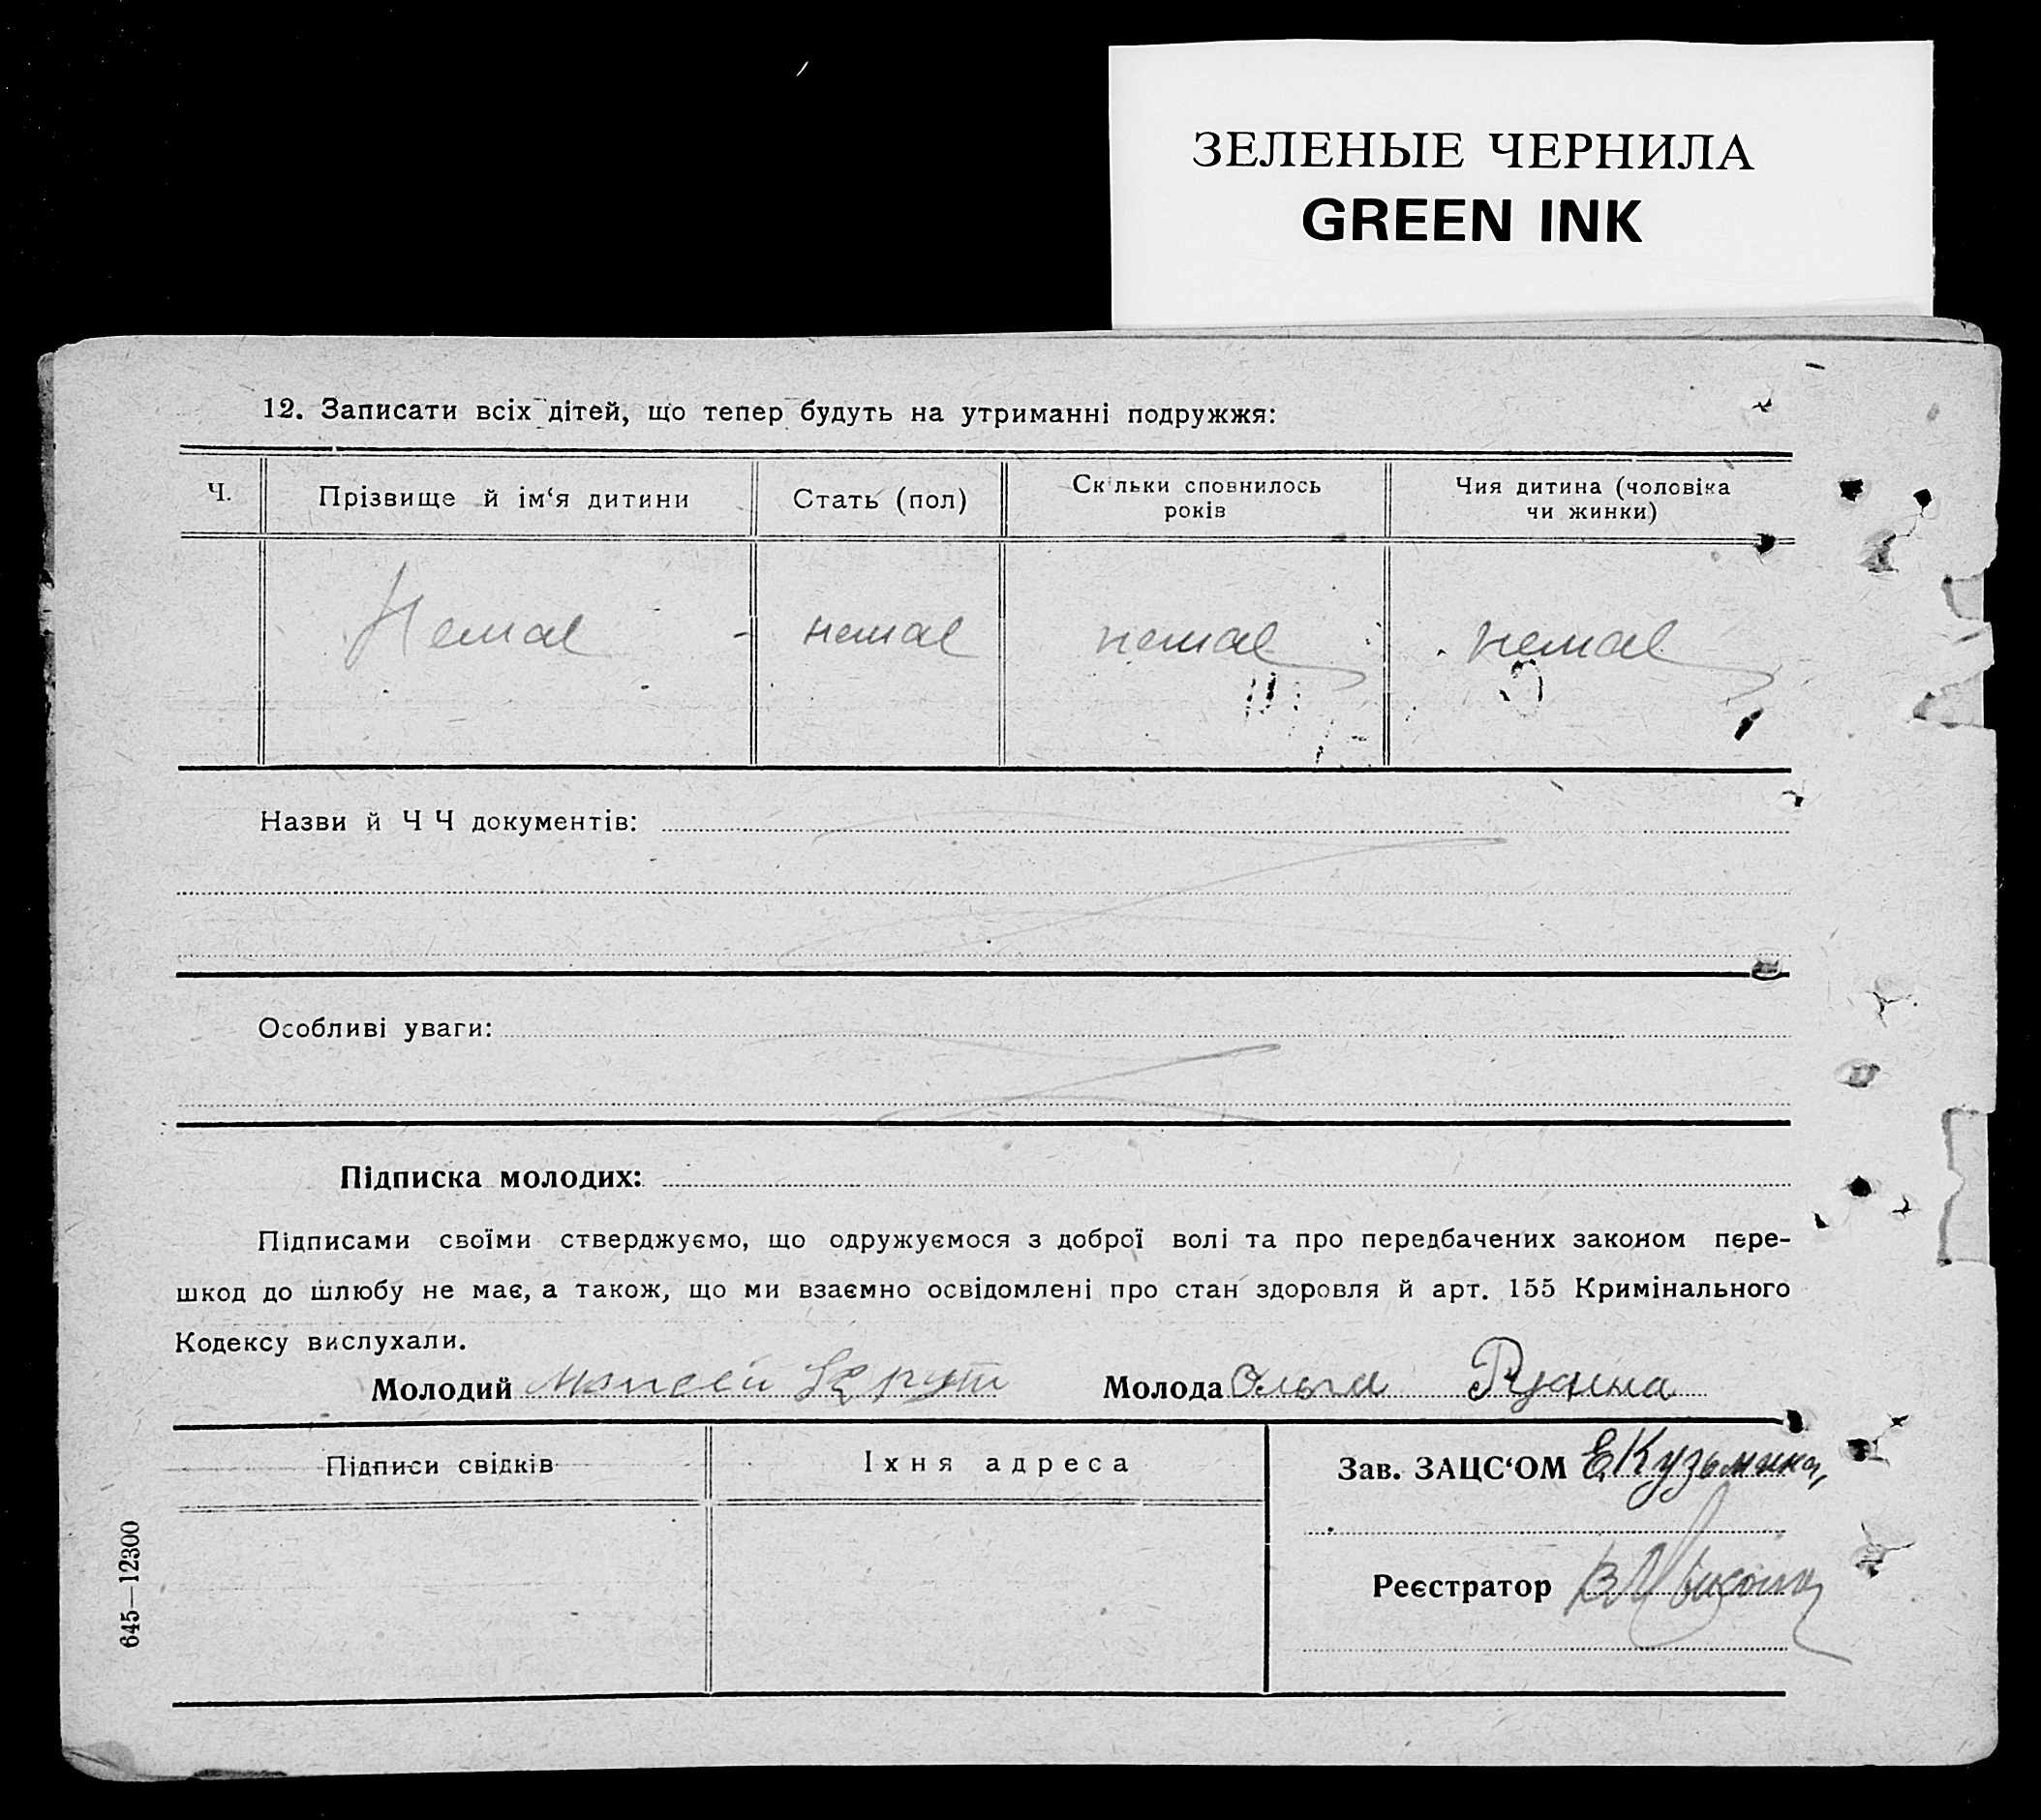 ЗЕЛЕНЫЕ ЧЕРНИЛА
GREEN INK
12. Записати всіх дітей, що тепер будуть на утриманні подружжя:
Ч. Прізвище й ім‘я дитини Стать (пол) Скільки сповнилось років Чия дитина (чоловіка чи жинки)
Немає немає немає немає
Назви й Ч Ч документів:
Особливі уваги:
Підписка молодих:
Підписами своїми стверджуємо, що одружуємося з доброї волі та про передбачених законом пере-
шкод до шлюбу не має, а також, що ми взаємно освідомлені про стан здоровля й арт. 155 Кримінального
Кодексу вислухали.
Молодий Моисей Молода Ольга
Підписи свідків Їхня адреса Зав. ЗАЦС‘ОМ ЕКузьмина
Реєстратор
645—12300